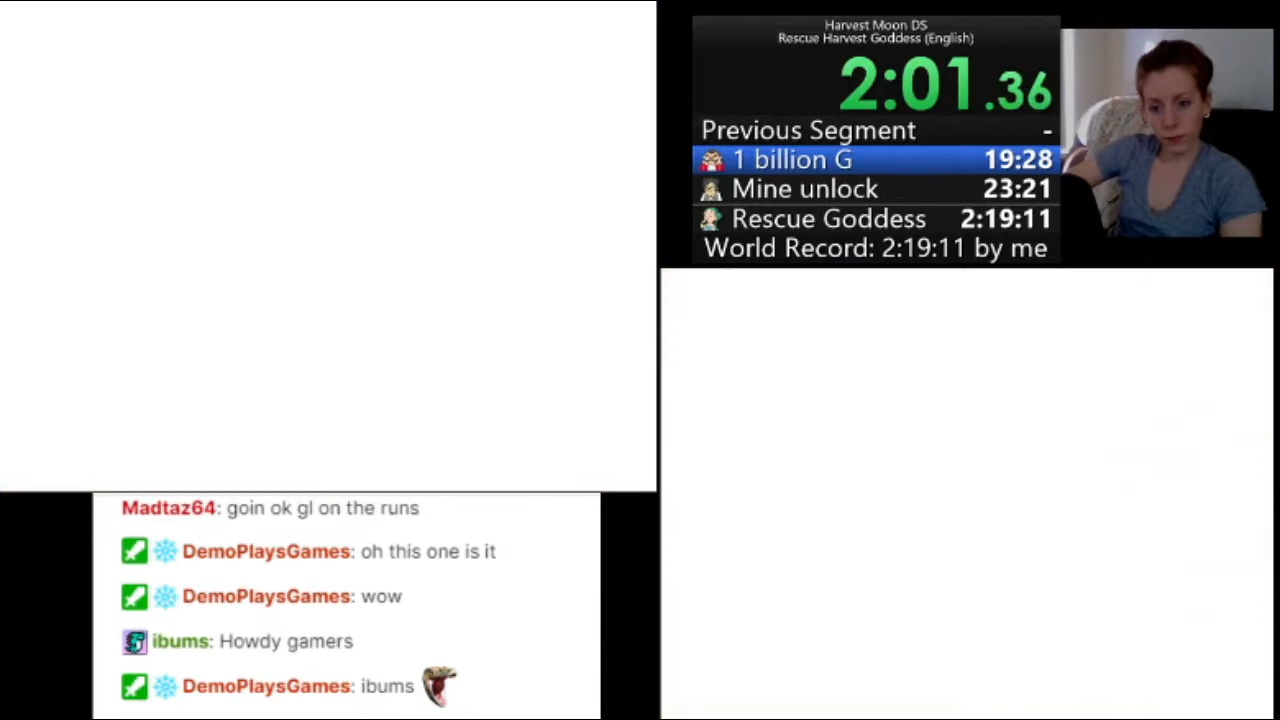 Harvest Moon DS
Rescue Harvest Goddess (English)
2:01.36
Previous Segment -
1 billion G 19:28
Mine unlock 23:21
Rescue Goddess 2:19:11
World Record: 2:19:11 by me
Madtaz64: goin ok gl on the runs
DemoPlaysGames: oh this one is it
DemoPlaysGames: wow
ibums: Howdy gamers
DemoPlaysGames: ibums